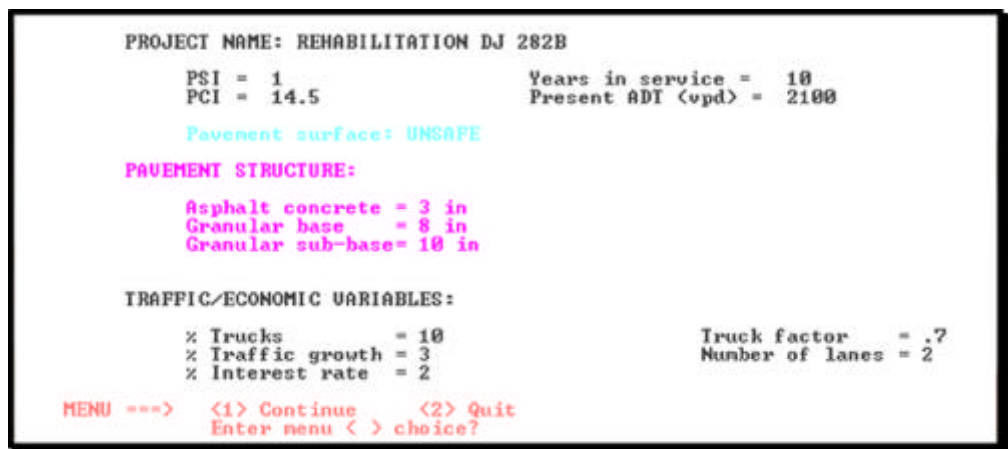 PROJECT NAME: REHABILITATION DJ 282B
PSI = 1 Years in service = 10
PCI = 14.5 Present ADT (vpd) = 2100
Pavement surface: UNSAFE
PAVEMENT STRUCTURE:
Asphalt concrete = 3 in
Granular base = 8 in
Granular sub-base= 10 in
TRAFFIC/ECONOMIC VARIABLES:
% Trucks = 10 Truck factor = .7
% Traffic growth = 3 Number of lanes = 2
% Interest rate = 2
MENU ===> (1) Continue (2) Quit
Enter menu ( ) choice?